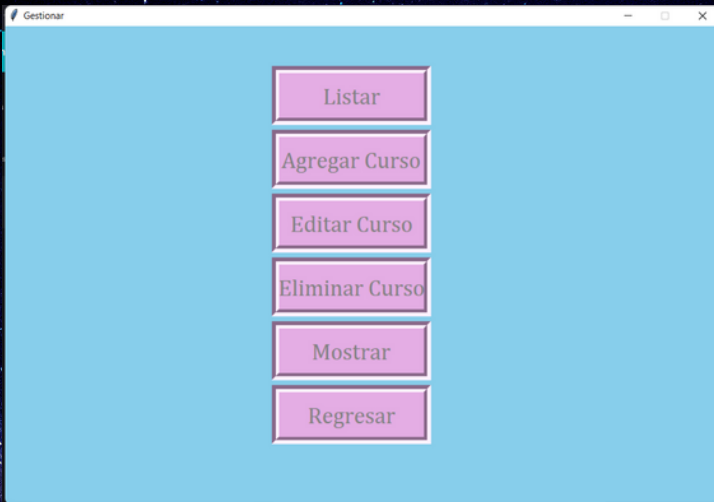 Gestionar
Listar
Agregar Curso
Editar Curso
Eliminar Curso
Mostrar
Regresar